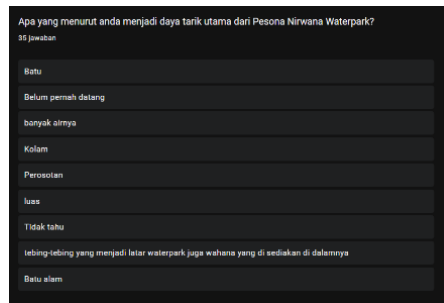 Apa yang menurut anda menjadi daya tarik utama dari Pesona Nirwana Waterpark?
35 jawaban
Batu
Belum pernah datang
banyak airnya
Kolam
Perosotan
luas
Tidak tahu
tebing-tebing yang menjadi latar waterpark juga wahana yang di sediakan di dalamnya
Batu alam